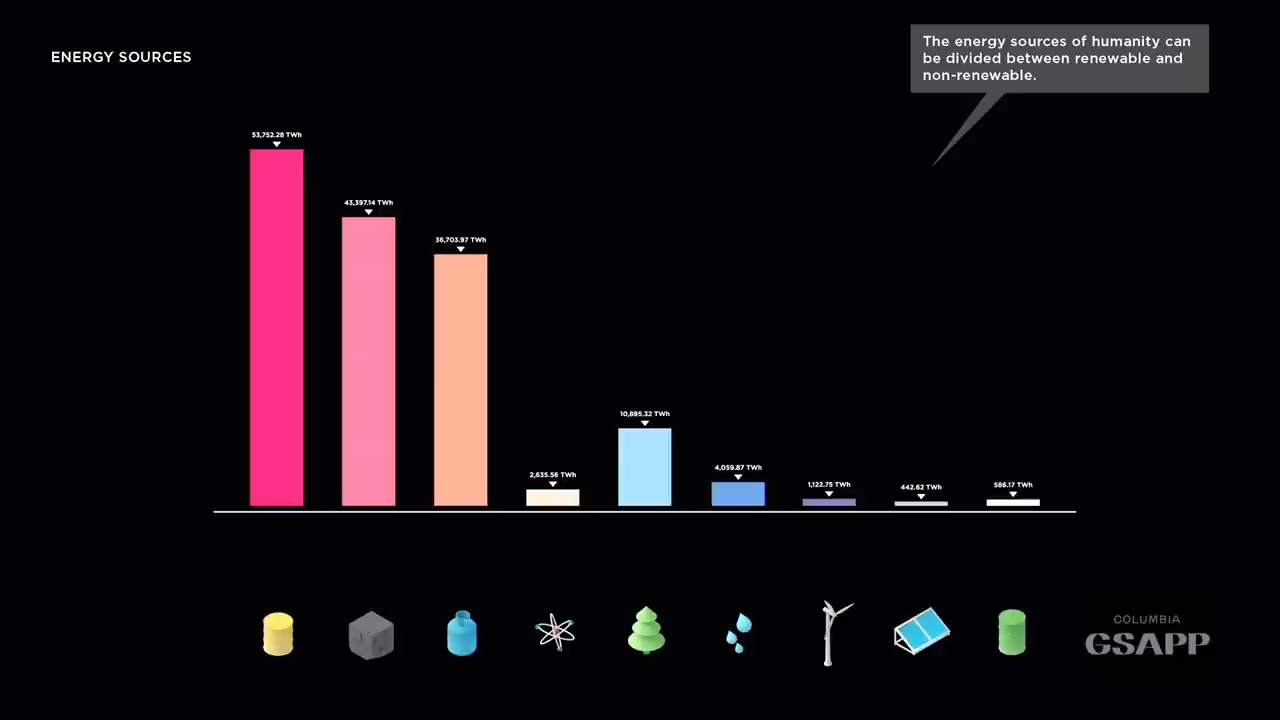 ENERGY SOURCES
The energy sources of humanity can
be divided between renewable and
non-renewable.
53,752.28 TWh
43,397.14 TWh
36,703.97 TWh
2,635.56 TWh
10,895.32 TWh
4,059.87 TWh
1,122.75 TWh
442.62 TWh
586.17 TWh
COLUMBIA
GSAPP